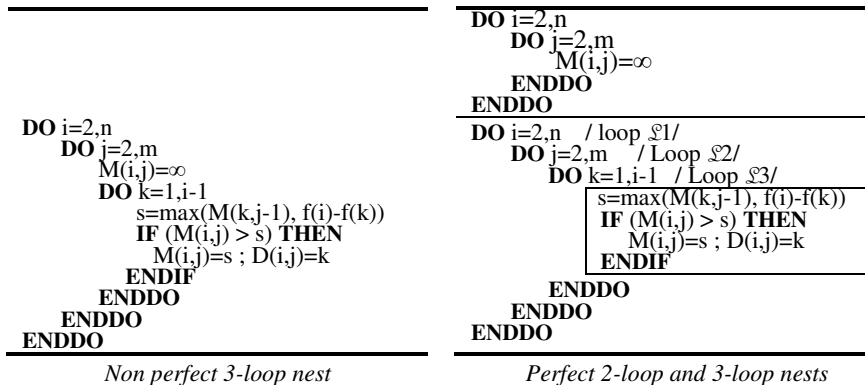 DO i=2,n
DO j=2,m
M(i,j)=∞
DO k=1,i-1
s=max(M(k,j-1), f(i)-f(k))
IF (M(i,j) > s) THEN
M(i,j)=s ; D(i,j)=k
ENDIF
ENDDO
ENDDO
ENDDO
Non perfect 3-loop nest
DO i=2,n
DO j=2,m
M(i,j)=∞
ENDDO
ENDDO
DO i=2,n / loop ℒ1/
DO j=2,m / Loop ℒ2/
DO k=1,i-1 / Loop ℒ3/
s=max(M(k,j-1), f(i)-f(k))
IF (M(i,j) > s) THEN
M(i,j)=s ; D(i,j)=k
ENDIF
ENDDO
ENDDO
ENDDO
Perfect 2-loop and 3-loop nests